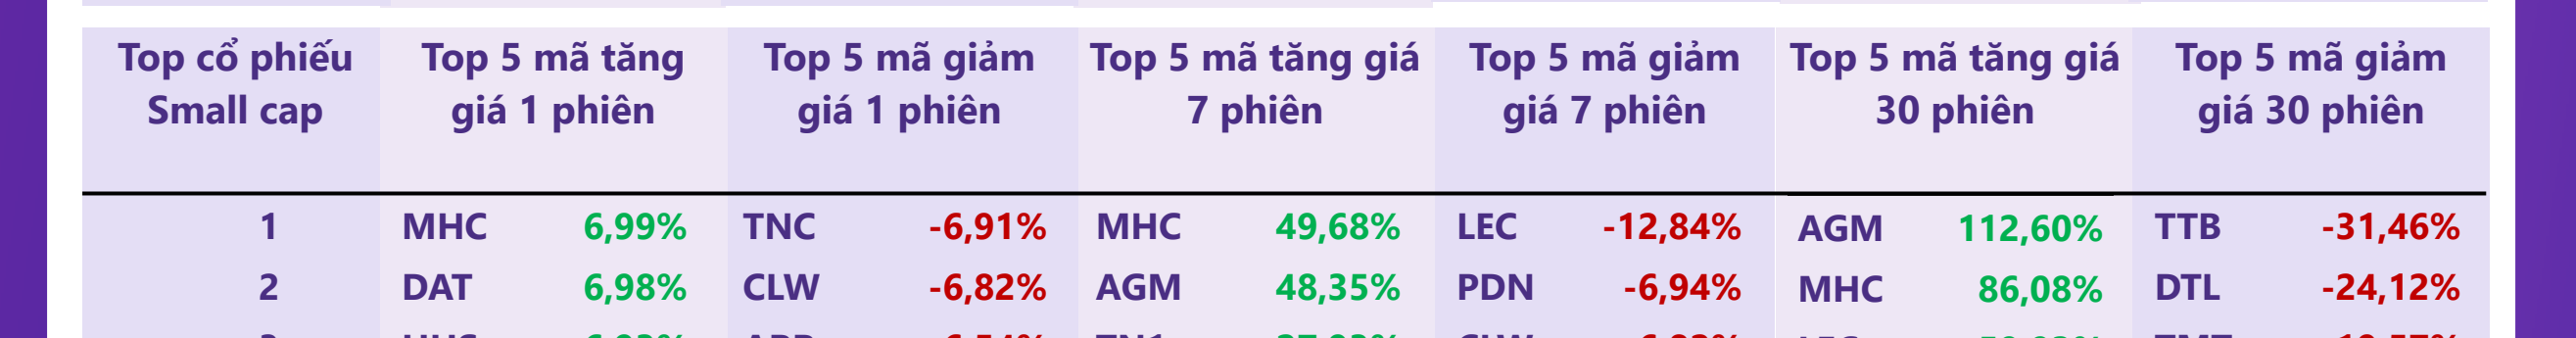 Top cổ phiếu Small cap	Top 5 mã tăng giá 1 phiên	Top 5 mã giảm giá 1 phiên	Top 5 mã tăng giá 7 phiên	Top 5 mã giảm giá 7 phiên	Top 5 mã tăng giá 30 phiên	Top 5 mã giảm giá 30 phiên
1	MHC 6,99%	TNC -6,91%	MHC 49,68%	LEC -12,84%	AGM 112,60%	TTB -31,46%
2	DAT 6,98%	CLW -6,82%	AGM 48,35%	PDN -6,94%	MHC 86,08%	DTL -24,12%